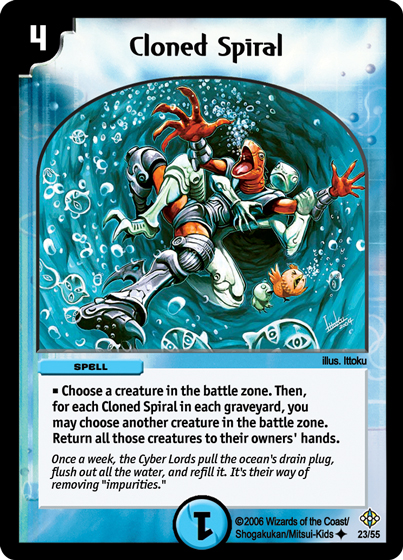 4
Cloned Spiral
illus. Ittoku
SPELL
▪ Choose a creature in the battle zone. Then,
for each Cloned Spiral in each graveyard, you
may choose another creature in the battle zone.
Return all those creatures to their owners' hands.
Once a week, the Cyber Lords pull the ocean's drain plug,
flush out all the water, and refill it. It's their way of
removing "impurities."
1
©2006 Wizards of the Coast/
Shogakukan/Mitsui-Kids ✦ 23/55